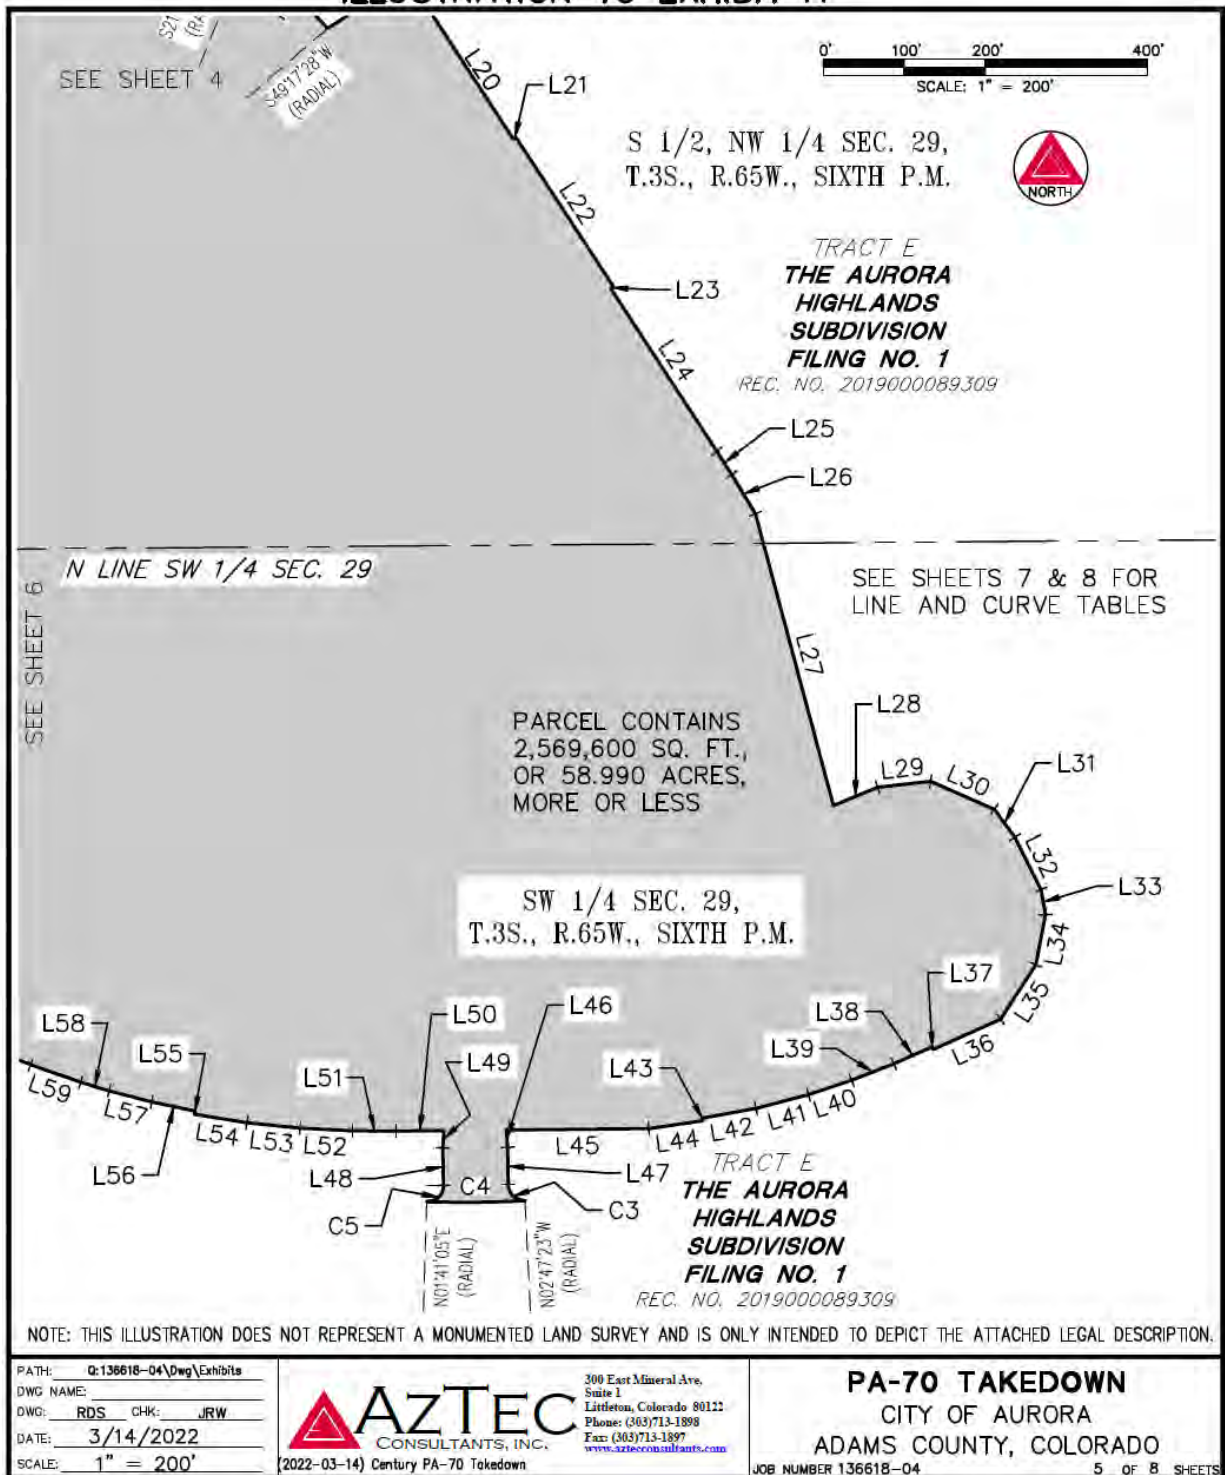 ILLUSTRATION TO EXHIBIT A
SEE SHEET 4
S21
(RA
S49°17'28"W
(RADIAL)
L20
L21
0' 100' 200' 400'
SCALE: 1" = 200'
S 1/2, NW 1/4 SEC. 29,
T.3S., R.65W., SIXTH P.M.
NORTH
L22
L23
TRACT E
THE AURORA
HIGHLANDS
SUBDIVISION
FILING NO. 1
REC. NO. 2019000089309
L24
L25
L26
N LINE SW 1/4 SEC. 29
SEE SHEET 6
SEE SHEETS 7 & 8 FOR
LINE AND CURVE TABLES
L27
L28
PARCEL CONTAINS
2,569,600 SQ. FT.,
OR 58.990 ACRES,
MORE OR LESS
L29
L30
L31
L32
L33
SW 1/4 SEC. 29,
T.3S., R.65W., SIXTH P.M.
L34
L35
L36
L37
L38
L39
L40
L41
L42
L43
L44
L45
L46
L47
L48
L49
L50
L51
L52
L53
L54
L55
L56
L57
L58
L59
C3
C4
C5
N01°41'05"E
(RADIAL)
N02°47'23"W
(RADIAL)
TRACT E
THE AURORA
HIGHLANDS
SUBDIVISION
FILING NO. 1
REC. NO. 2019000089309
NOTE: THIS ILLUSTRATION DOES NOT REPRESENT A MONUMENTED LAND SURVEY AND IS ONLY INTENDED TO DEPICT THE ATTACHED LEGAL DESCRIPTION.
PATH: Q:136618-04\Dwg\Exhibits
DWG NAME:
DWG: RDS CHK: JRW
DATE: 3/14/2022
SCALE: 1" = 200'
AZTEC
CONSULTANTS, INC.
300 East Mineral Ave,
Suite 1
Littleton, Colorado 80122
Phone: (303)713-1898
Fax: (303)713-1897
www.aztecconsultants.com
(2022-03-14) Century PA-70 Takedown
PA-70 TAKEDOWN
CITY OF AURORA
ADAMS COUNTY, COLORADO
JOB NUMBER 136618-04 5 OF 8 SHEETS